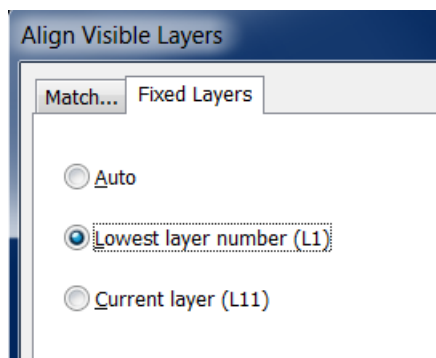 Align Visible Layers
Match... Fixed Layers
Auto
Lowest layer number (L1)
Current layer (L11)